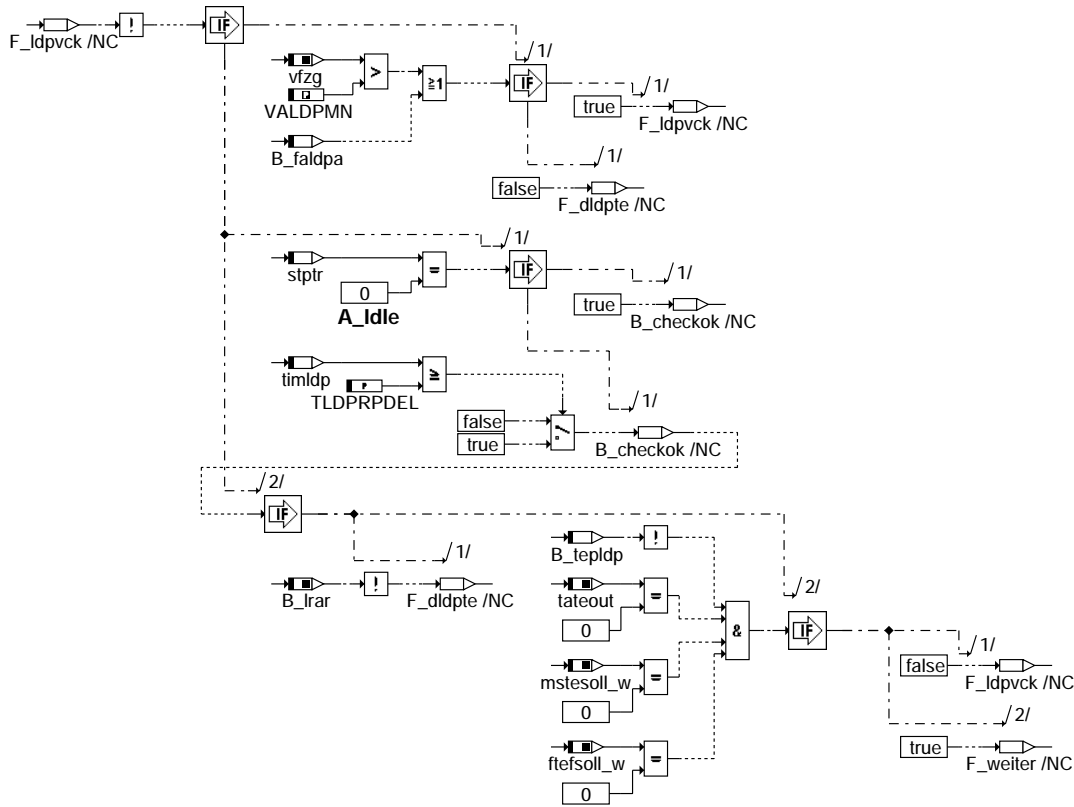 F_ldpvck /NC
!
IF
/1/
vfzg
>
≥1
IF
/1/
VALDPMN
true
F_ldpvck /NC
B_faldpa
/1/
false
F_dldpte /NC
/1/
stptr
=
IF
/1/
0
A_Idle
true
B_checkok /NC
timldp
≥
P
TLDPRPDEL
/1/
false
true
B_checkok /NC
/2/
IF
B_tepldp
!
/1/
B_lrar
!
F_dldpte /NC
tateout
=
/2/
0
&
IF
/1/
mstesoll_w
=
false
F_ldpvck /NC
0
/2/
ftefsoll_w
=
true
F_weiter /NC
0